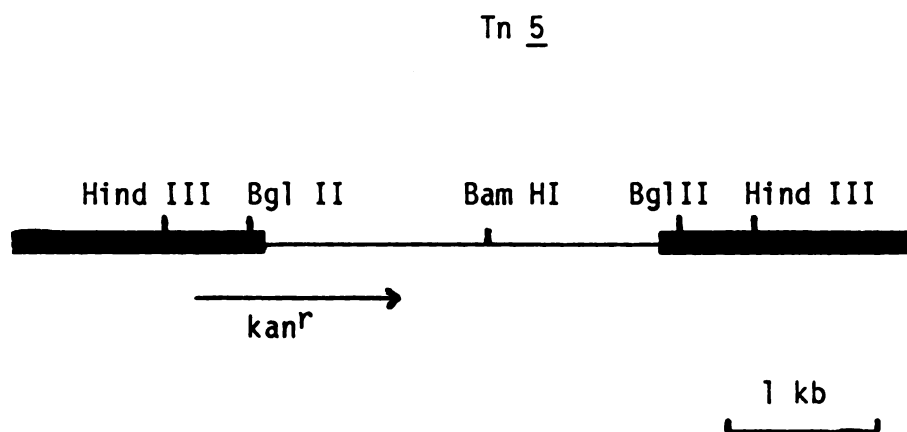 Tn 5
Hind III Bgl II Bam HI BglII Hind III
kanr
1 kb